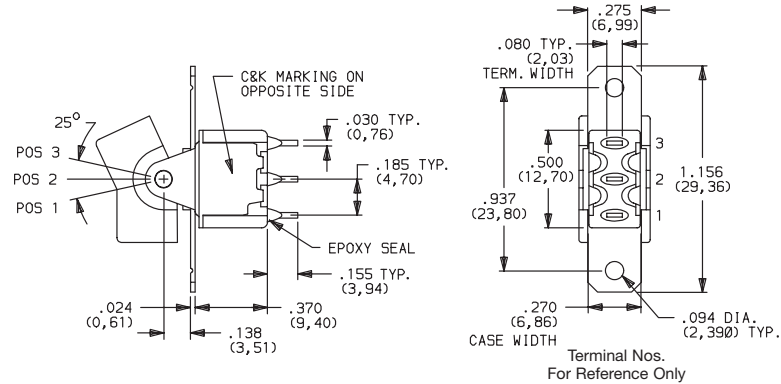 C&K MARKING ON
OPPOSITE SIDE
25°
POS 3
POS 2
POS 1
.030 TYP.
(0,76)
.185 TYP.
(4,70)
EPOXY SEAL
.155 TYP.
(3,94)
.024
(0,61)
.370
(9,40)
.138
(3,51)
.275
(6,99)
.080 TYP.
(2,03)
TERM. WIDTH
3
2
1
.500
(12,70)
1.156
(29,36)
.937
(23,80)
.270
(6,86)
CASE WIDTH
.094 DIA.
(2,39Ø) TYP.
Terminal Nos.
For Reference Only